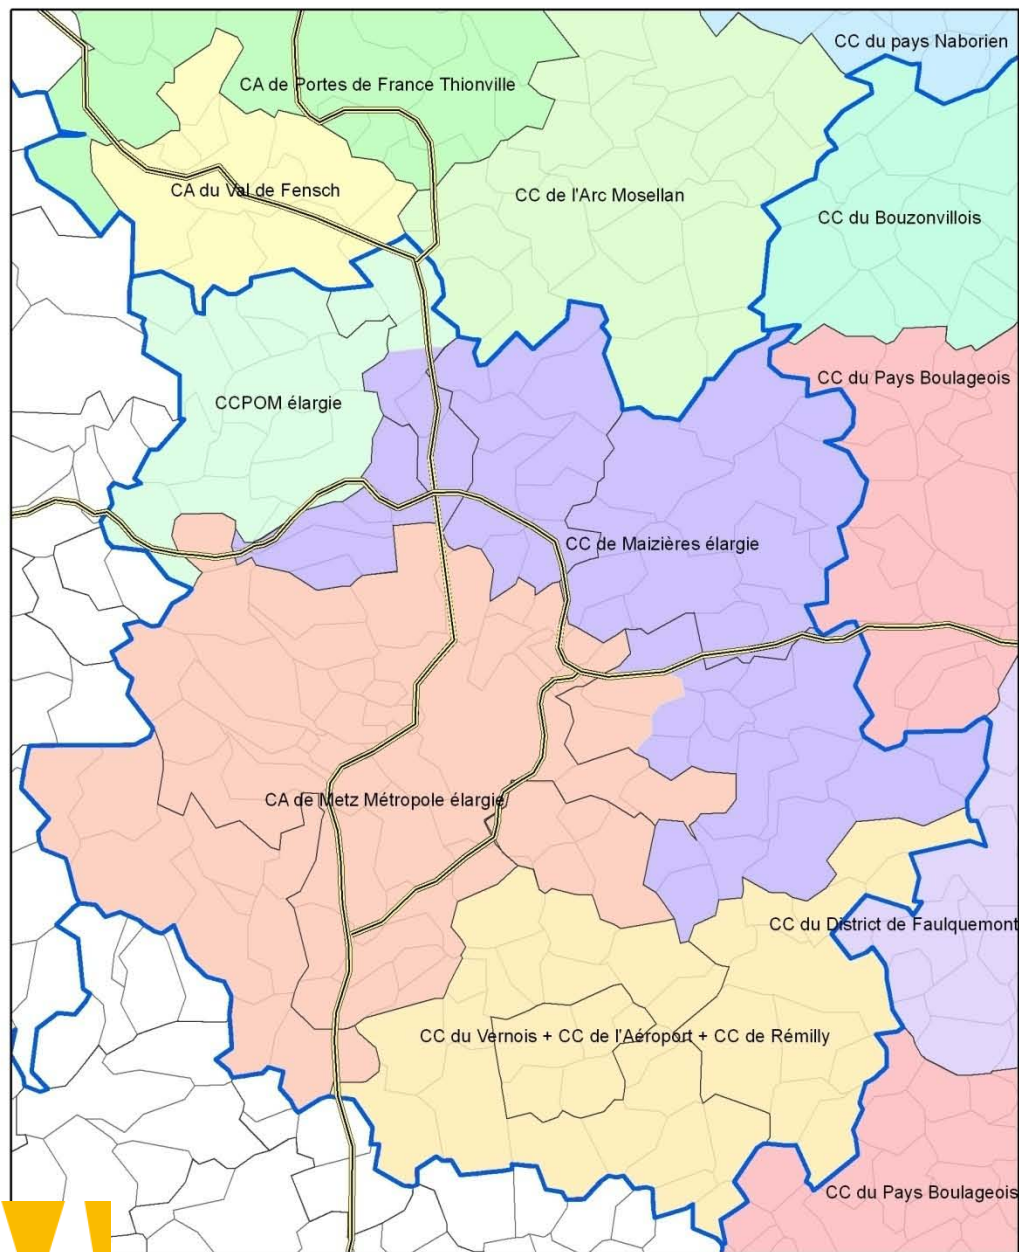 CC du pays Naborien
CA de Portes de France Thionville
CA du Val de Fensch
CC de l'Arc Mosellan
CC du Bouzonvillois
CC du Pays Boulageois
CCPOM élargie
CC de Maizières élargie
CA de Metz Métropole élargie
CC du District de Faulquemont
CC du Vernois + CC de l'Aéroport + CC de Rémilly
CC du Pays Boulageois